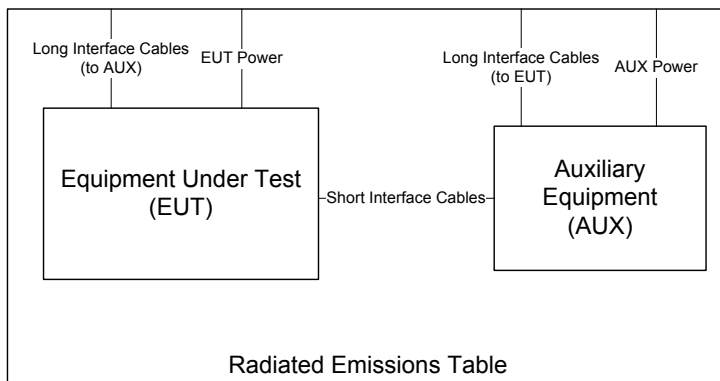 Long Interface Cables
(to AUX)
EUT Power
Long Interface Cables
(to EUT)
AUX Power
Equipment Under Test
(EUT)
Short Interface Cables
Auxiliary
Equipment
(AUX)
Radiated Emissions Table